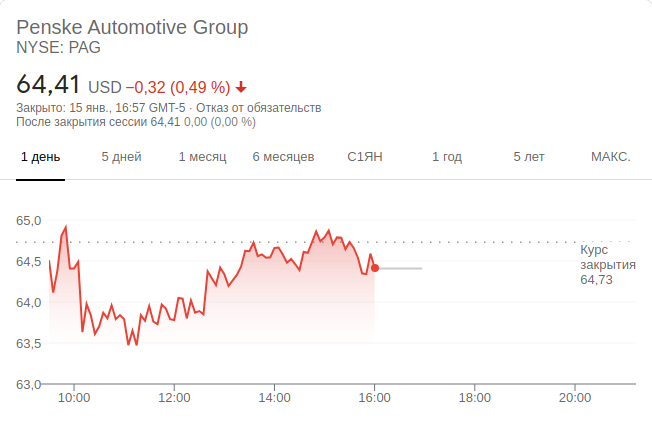 Penske Automotive Group
NYSE: PAG
64,41 USD −0,32 (0,49 %)
Закрыто: 15 янв., 16:57 GMT-5 · Отказ от обязательств
После закрытия сессии 64,41 0,00 (0,00 %)
1 день 5 дней 1 месяц 6 месяцев С1ЯН 1 год 5 лет МАКС.
65,0
Курс
64,5
закрытия
64,73
64,0
63,5
63,0
10:00 12:00 14:00 16:00 18:00 20:00